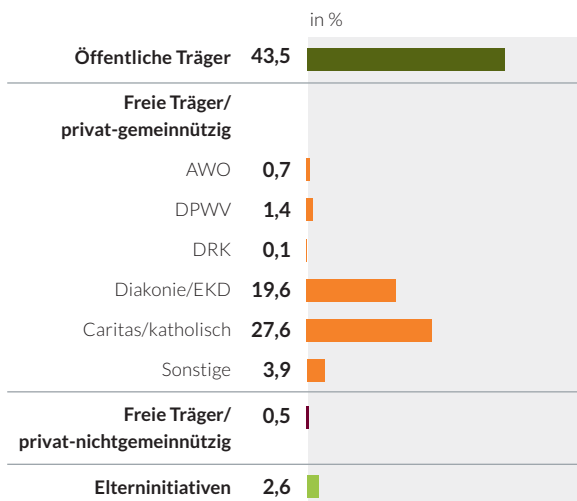 in %
Öffentliche Träger 43,5
Freie Träger/
privat-gemeinnützig
AWO 0,7
DPWV 1,4
DRK 0,1
Diakonie/EKD 19,6
Caritas/katholisch 27,6
Sonstige 3,9
Freie Träger/ 0,5
privat-nichtgemeinnützig
Elterninitiativen 2,6